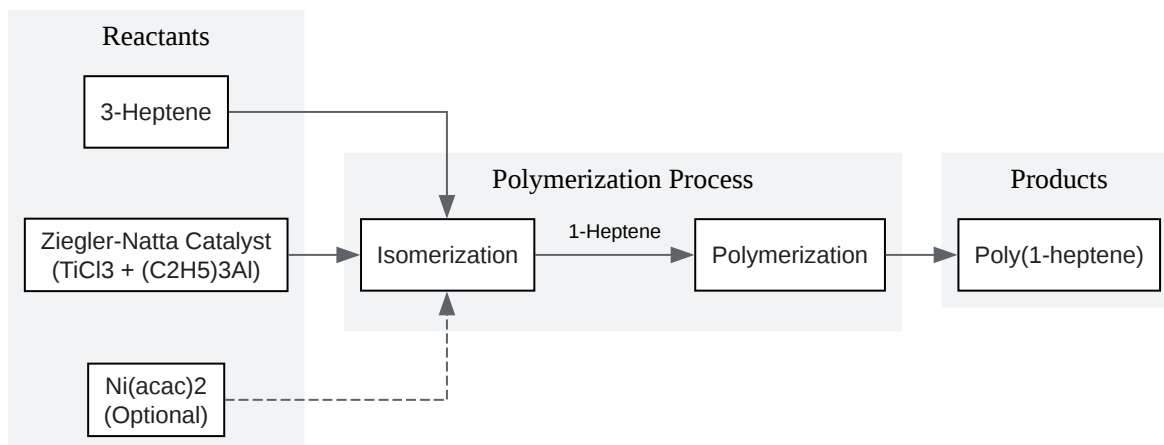 Reactants
3-Heptene
Ziegler-Natta Catalyst
(TiCl3 + (C2H5)3Al)
Ni(acac)2
(Optional)
Polymerization Process
Isomerization
1-Heptene
Polymerization
Products
Poly(1-heptene)